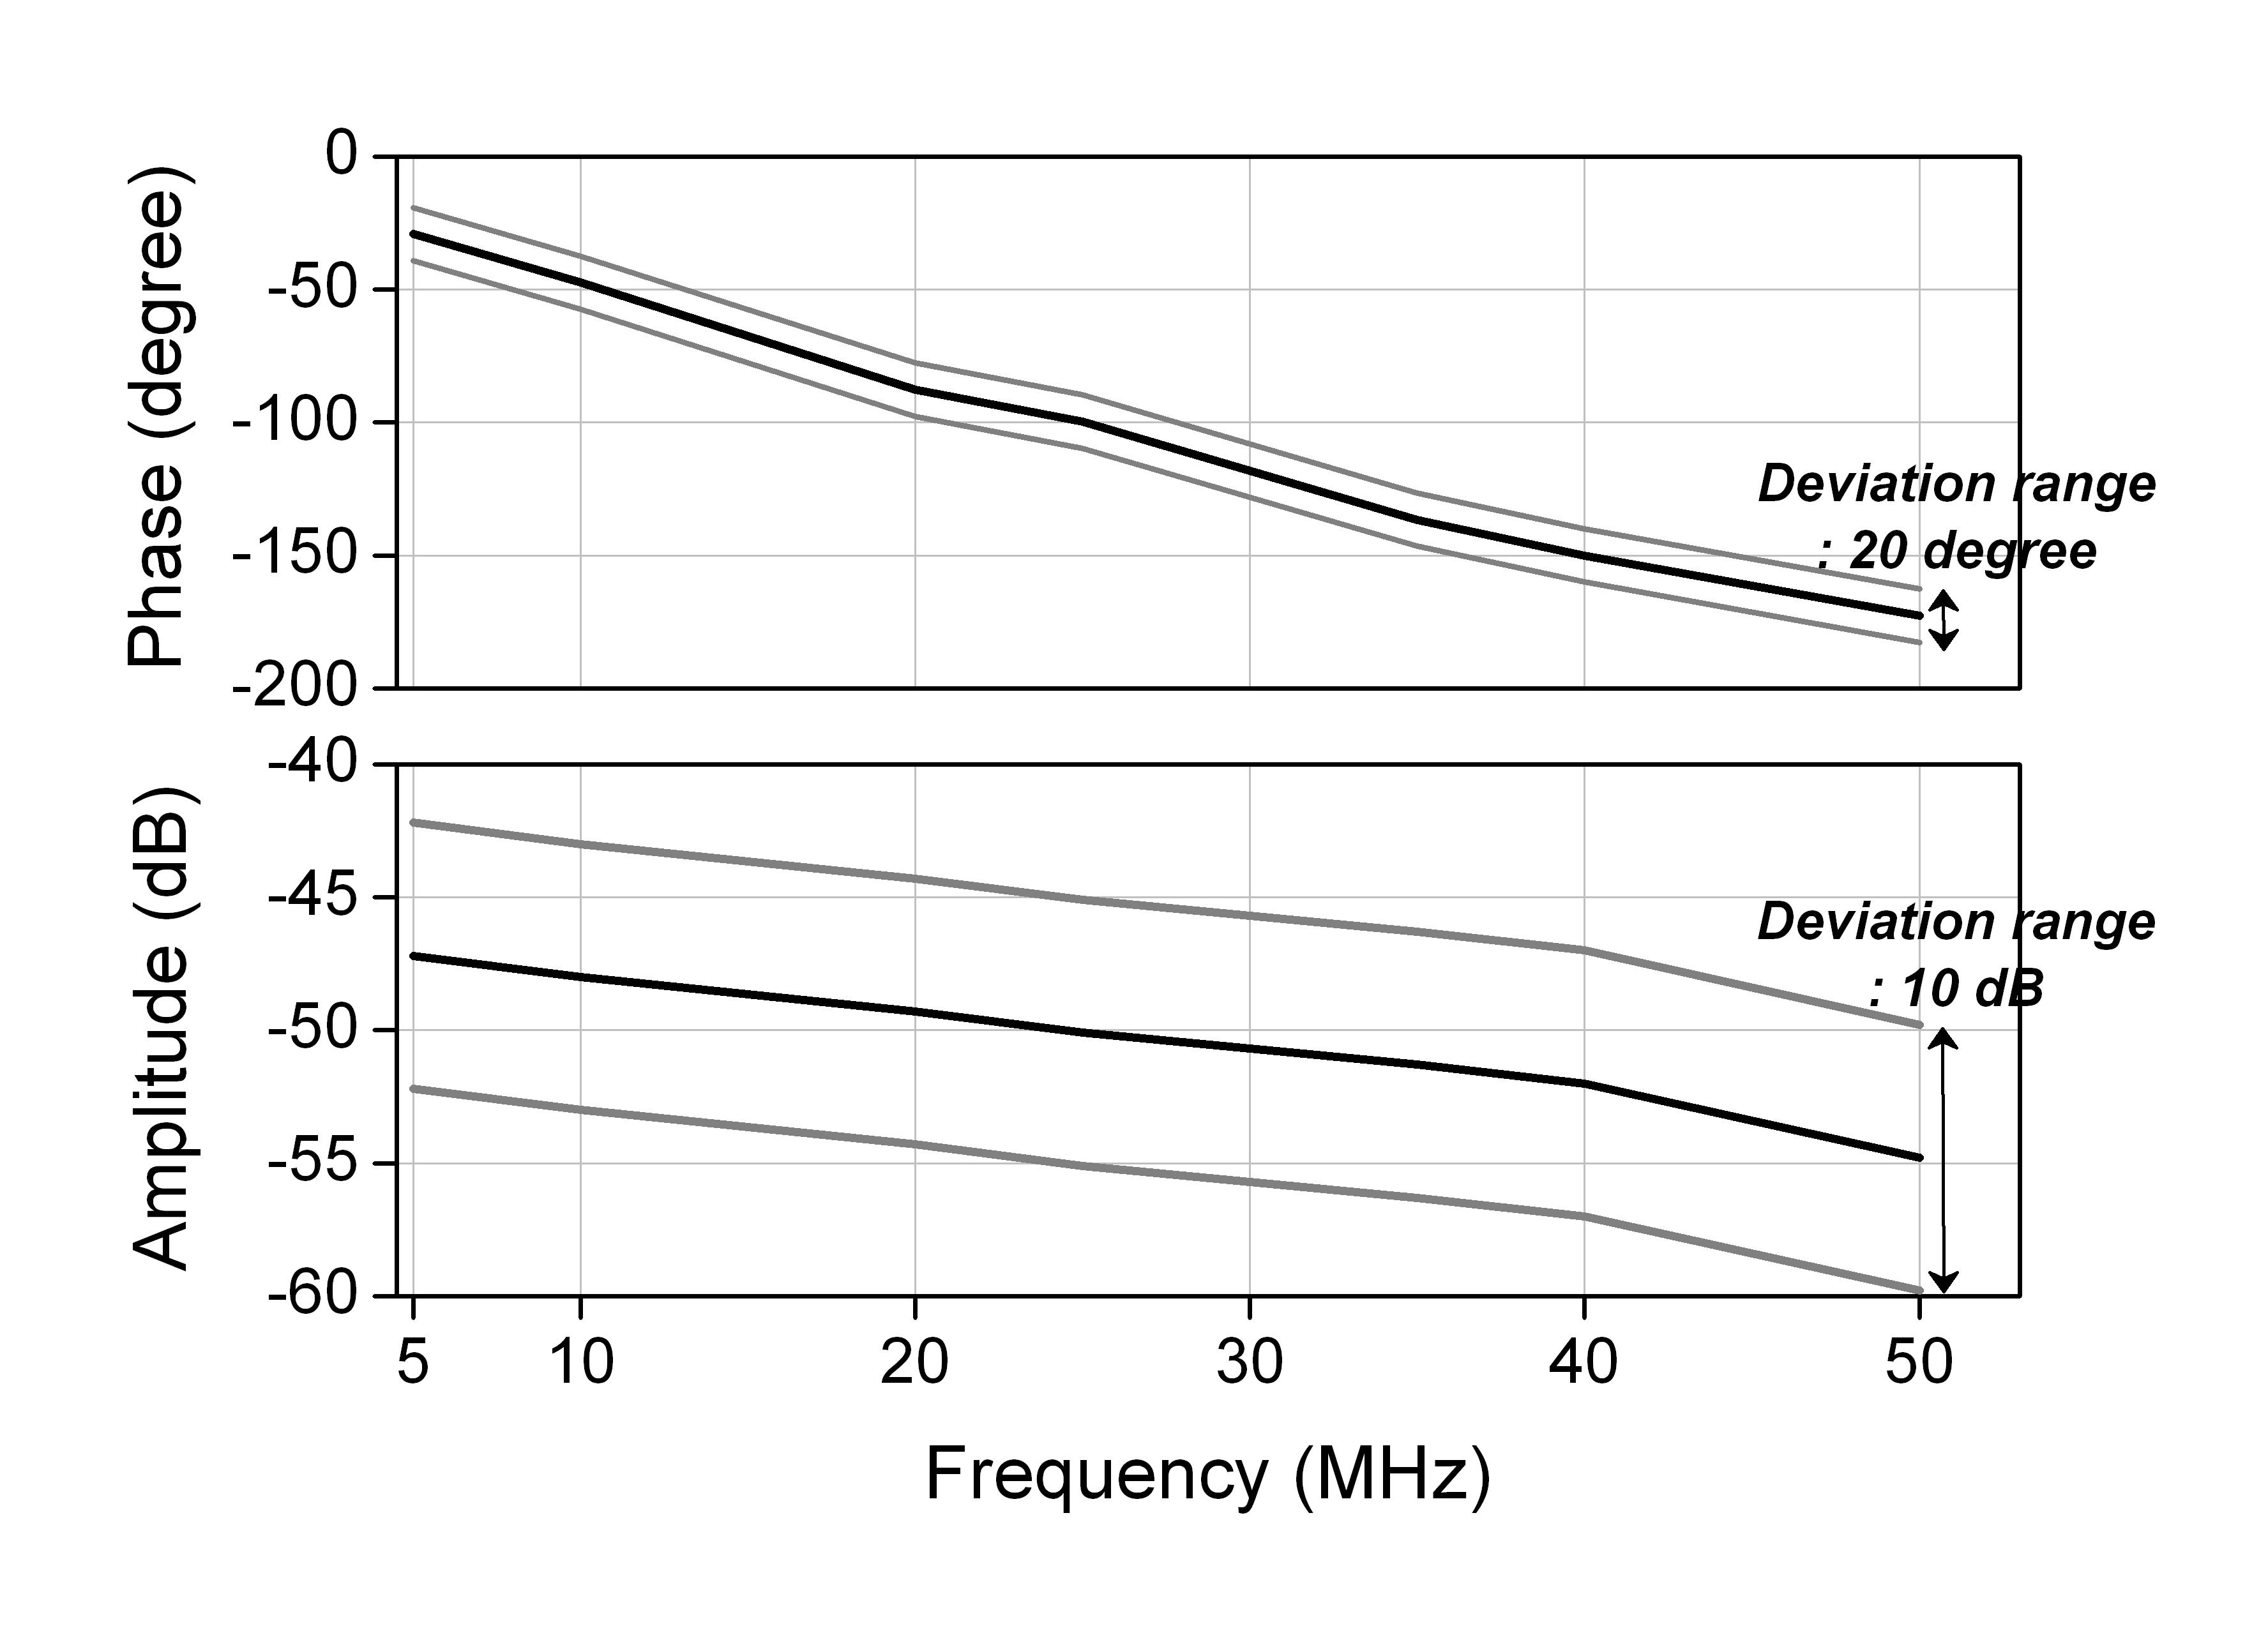 Phase (degree)
0
-50
-100
-150
-200
Deviation range
: 20 degree
Amplitude (dB)
-40
-45
-50
-55
-60
Deviation range
: 10 dB
5 10 20 30 40 50
Frequency (MHz)